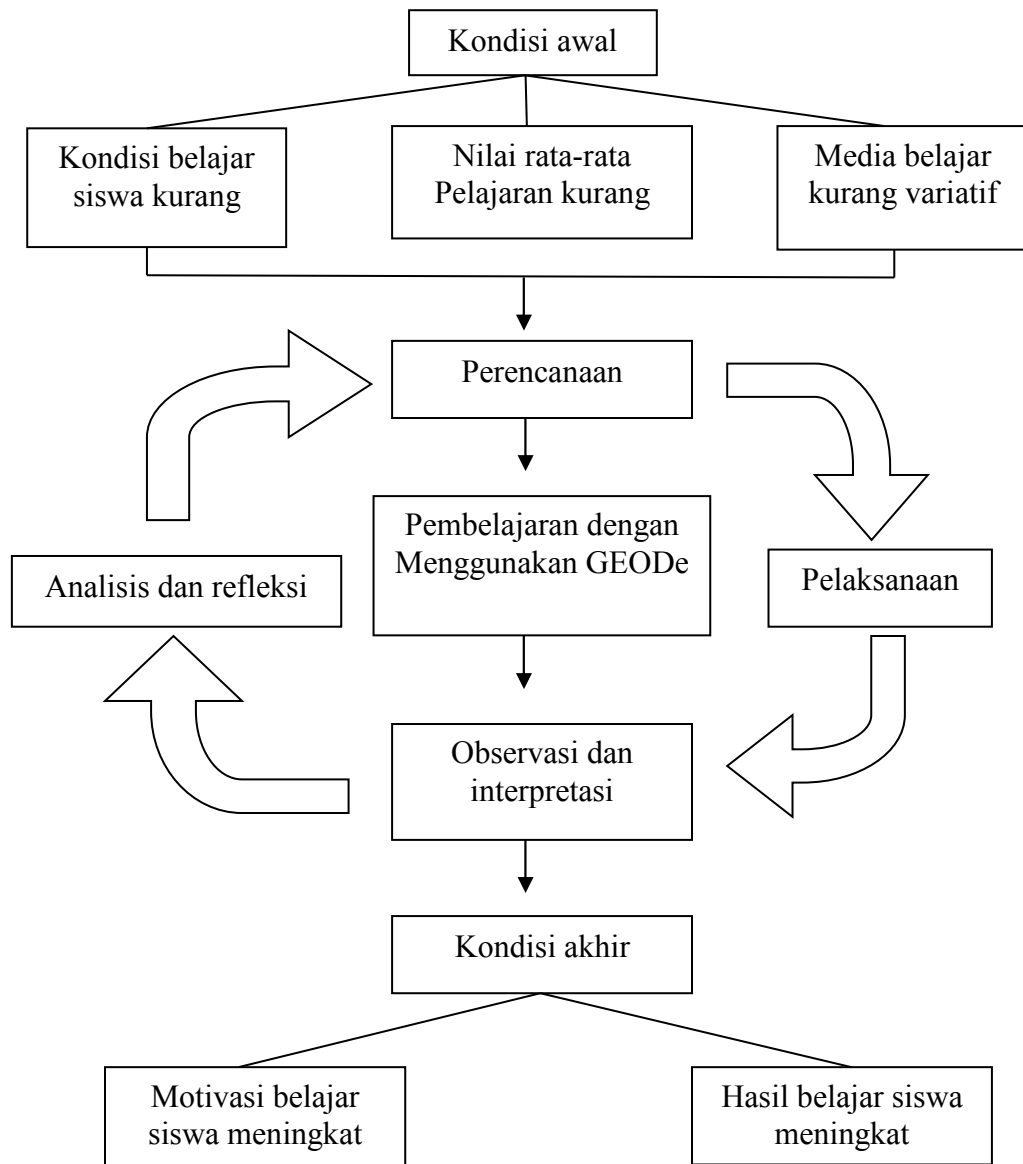 Kondisi awal
Kondisi belajar
siswa kurang
Nilai rata-rata
Pelajaran kurang
Media belajar
kurang variatif
Perencanaan
Pembelajaran dengan
Menggunakan GEODe
Analisis dan refleksi
Pelaksanaan
Observasi dan
interpretasi
Kondisi akhir
Motivasi belajar
siswa meningkat
Hasil belajar siswa
meningkat